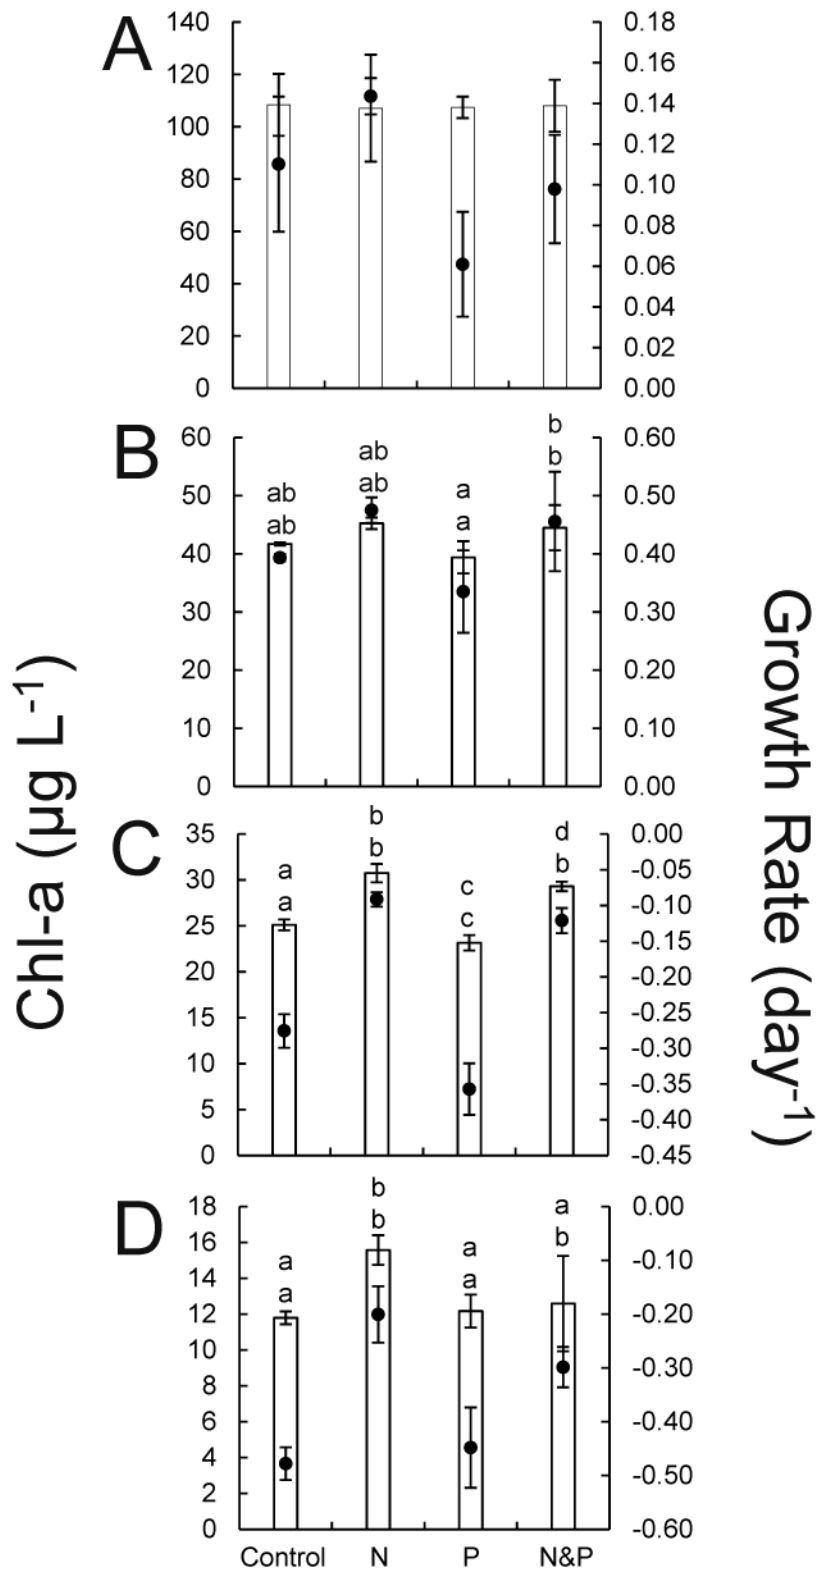 Chl-a (µg L-1)
Growth Rate (day-1)
A
140
120
100
80
60
40
20
0
0.18
0.16
0.14
0.12
0.10
0.08
0.06
0.04
0.02
0.00
B
60
50
40
30
20
10
0
ab
ab
ab
ab
a
a
b
b
0.60
0.50
0.40
0.30
0.20
0.10
0.00
C
35
30
25
20
15
10
5
0
a
a
b
b
c
c
d
b
0.00
-0.05
-0.10
-0.15
-0.20
-0.25
-0.30
-0.35
-0.40
-0.45
D
18
16
14
12
10
8
6
4
2
0
a
a
b
b
a
a
a
b
0.00
-0.10
-0.20
-0.30
-0.40
-0.50
-0.60
Control N P N&P